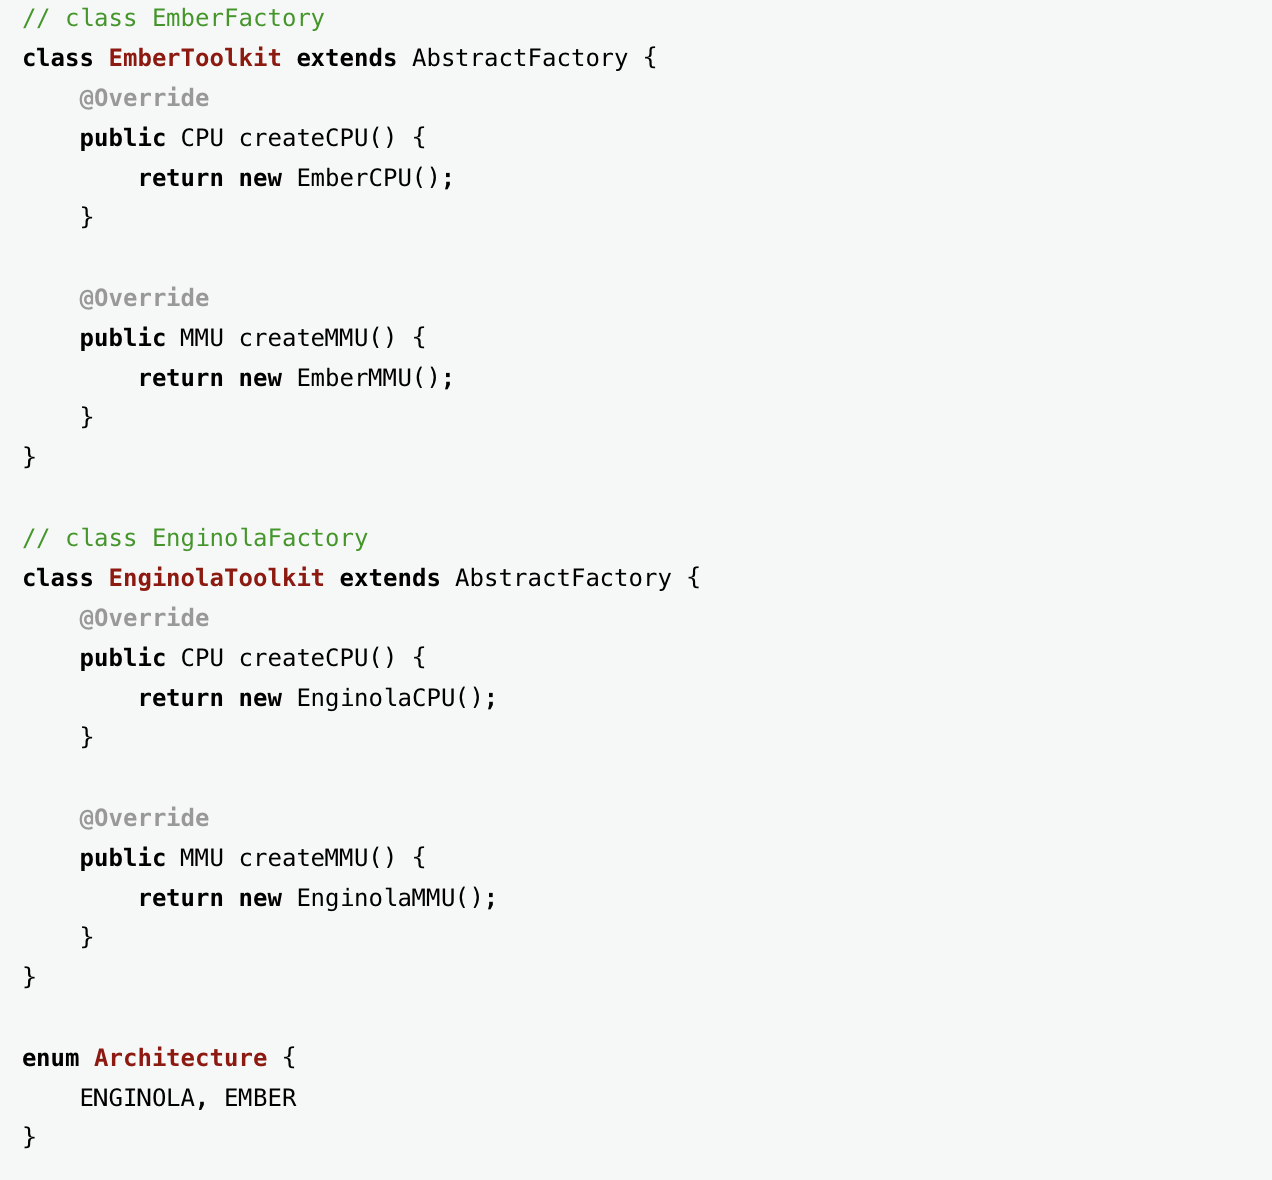 // class EmberFactory
class EmberToolkit extends AbstractFactory {
    @Override
    public CPU createCPU() {
        return new EmberCPU();
    }

    @Override
    public MMU createMMU() {
        return new EmberMMU();
    }
}

// class EnginolaFactory
class EnginolaToolkit extends AbstractFactory {
    @Override
    public CPU createCPU() {
        return new EnginolaCPU();
    }

    @Override
    public MMU createMMU() {
        return new EnginolaMMU();
    }
}

enum Architecture {
    ENGINOLA, EMBER
}